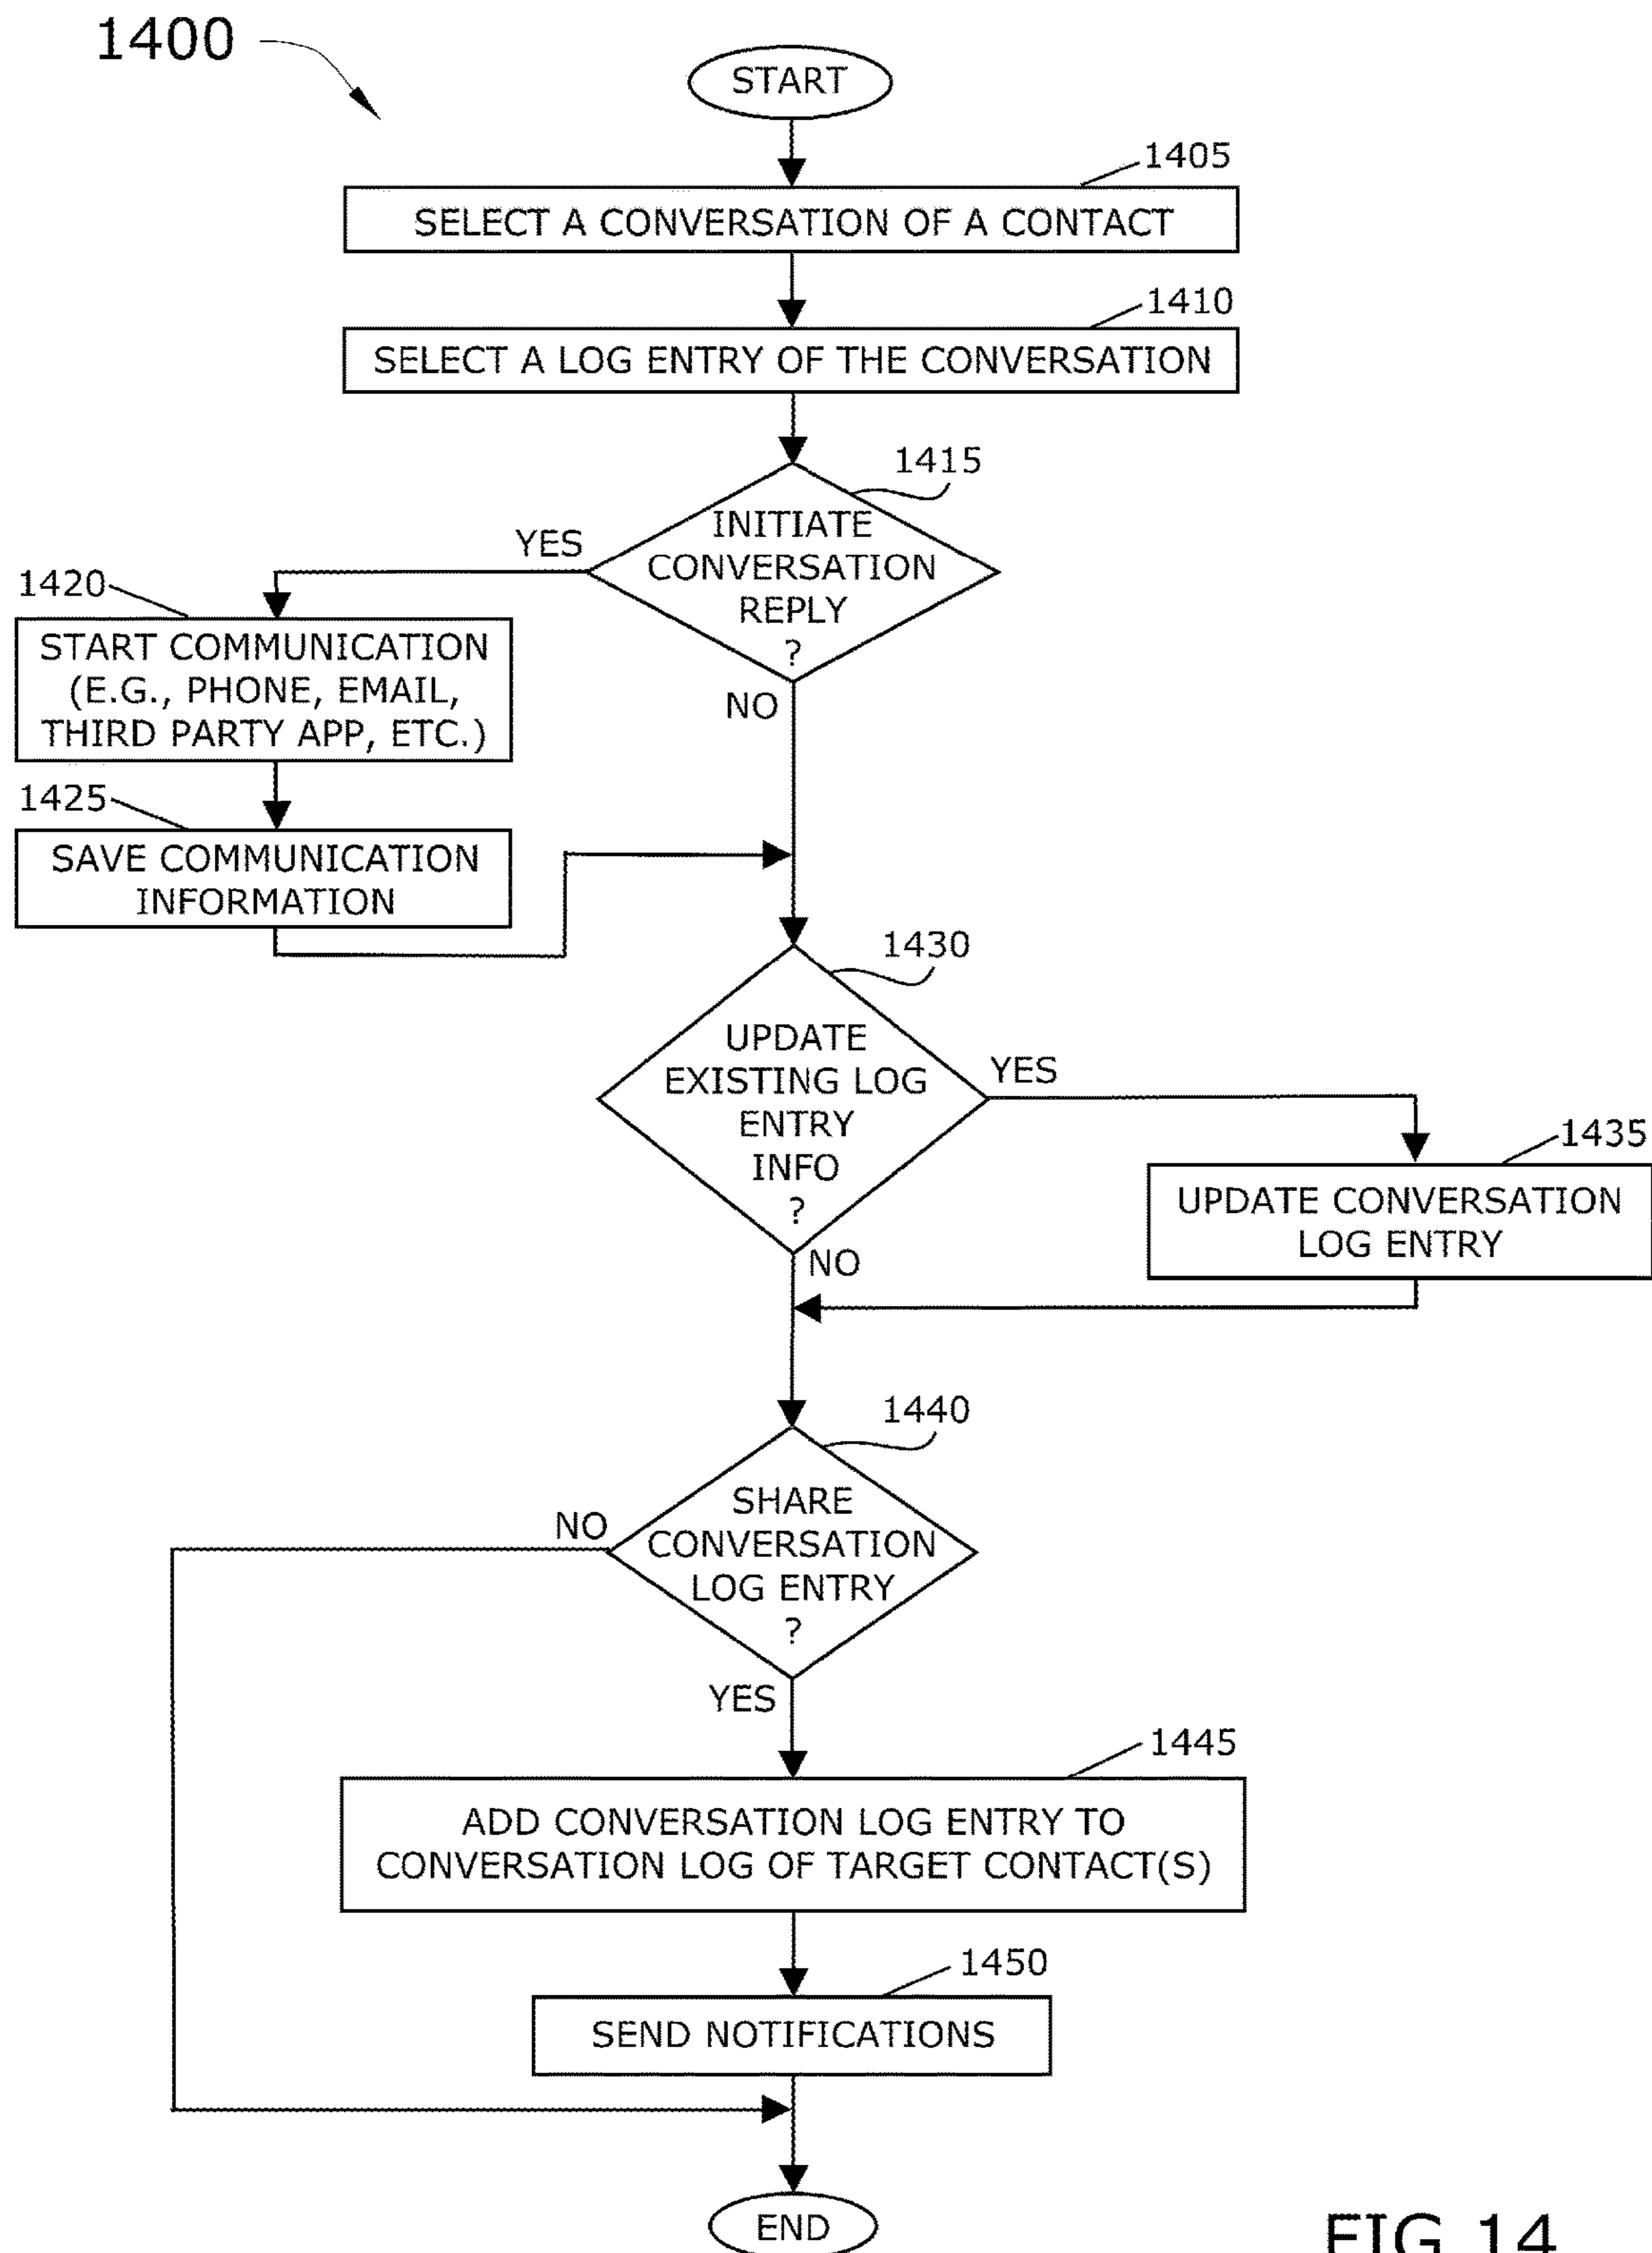 1400
START
1405
SELECT A CONVERSATION OF A CONTACT
1410
SELECT A LOG ENTRY OF THE CONVERSATION
1415
INITIATE
CONVERSATION
REPLY
?
YES
NO
1420
START COMMUNICATION
(E.G., PHONE, EMAIL,
THIRD PARTY APP, ETC.)
1425
SAVE COMMUNICATION
INFORMATION
1430
UPDATE
EXISTING LOG
ENTRY
INFO
?
YES
NO
1435
UPDATE CONVERSATION
LOG ENTRY
1440
SHARE
CONVERSATION
LOG ENTRY
?
NO
YES
1445
ADD CONVERSATION LOG ENTRY TO
CONVERSATION LOG OF TARGET CONTACT(S)
1450
SEND NOTIFICATIONS
END
FIG 14